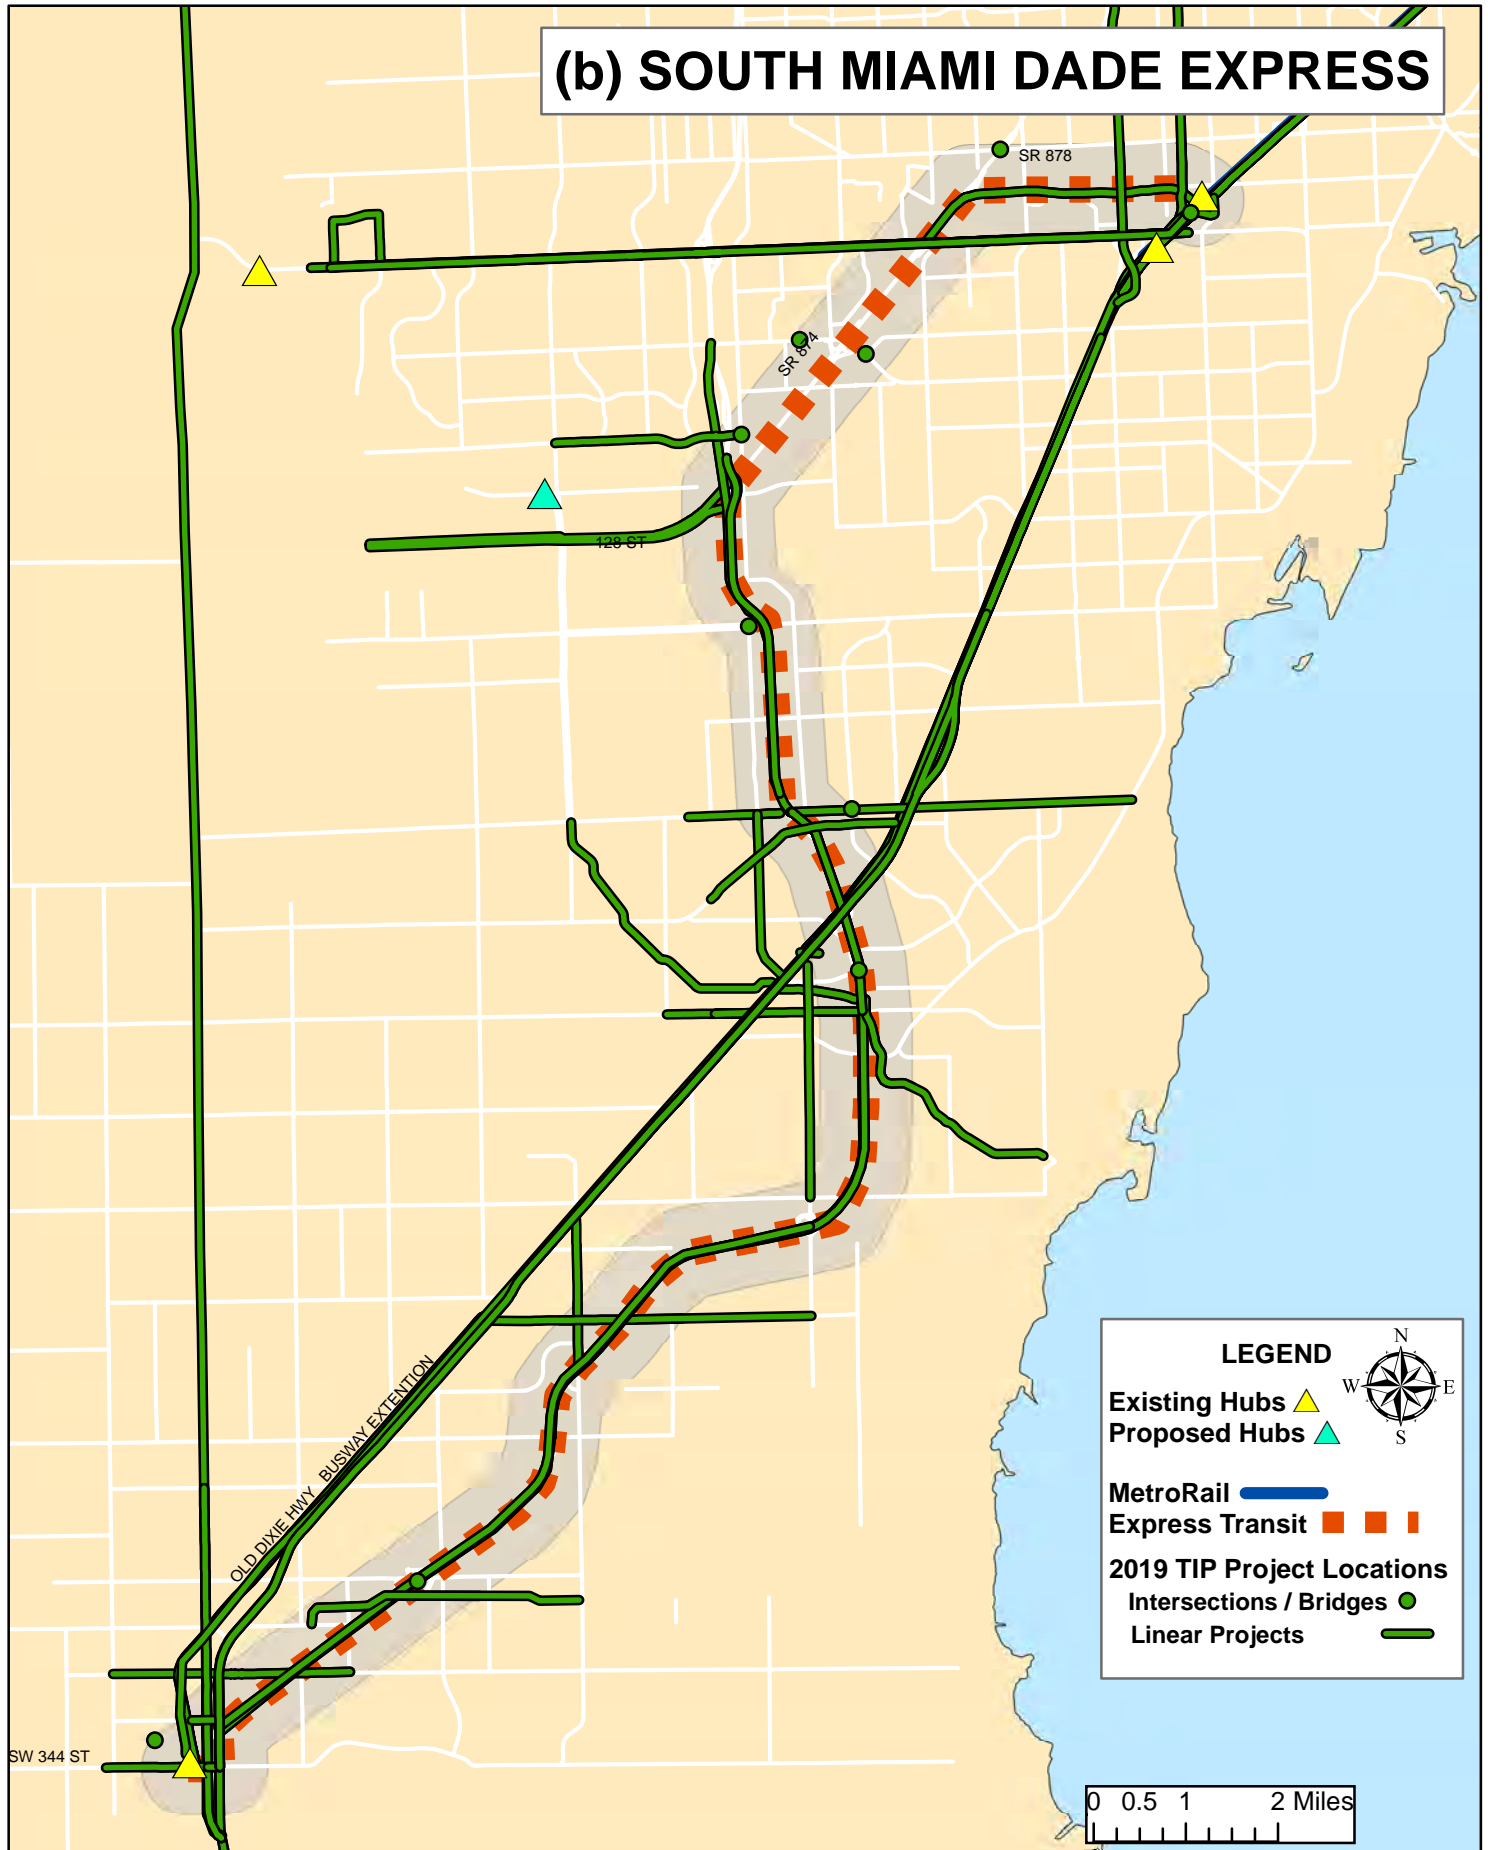 (b) SOUTH MIAMI DADE EXPRESS
SR 878
SR 874
128 ST
OLD DIXIE HWY BUSWAY EXTENTION
SW 344 ST
LEGEND
N
W E
S
Existing Hubs
Proposed Hubs
MetroRail
Express Transit
2019 TIP Project Locations
Intersections / Bridges
Linear Projects
0 0.5 1 2 Miles